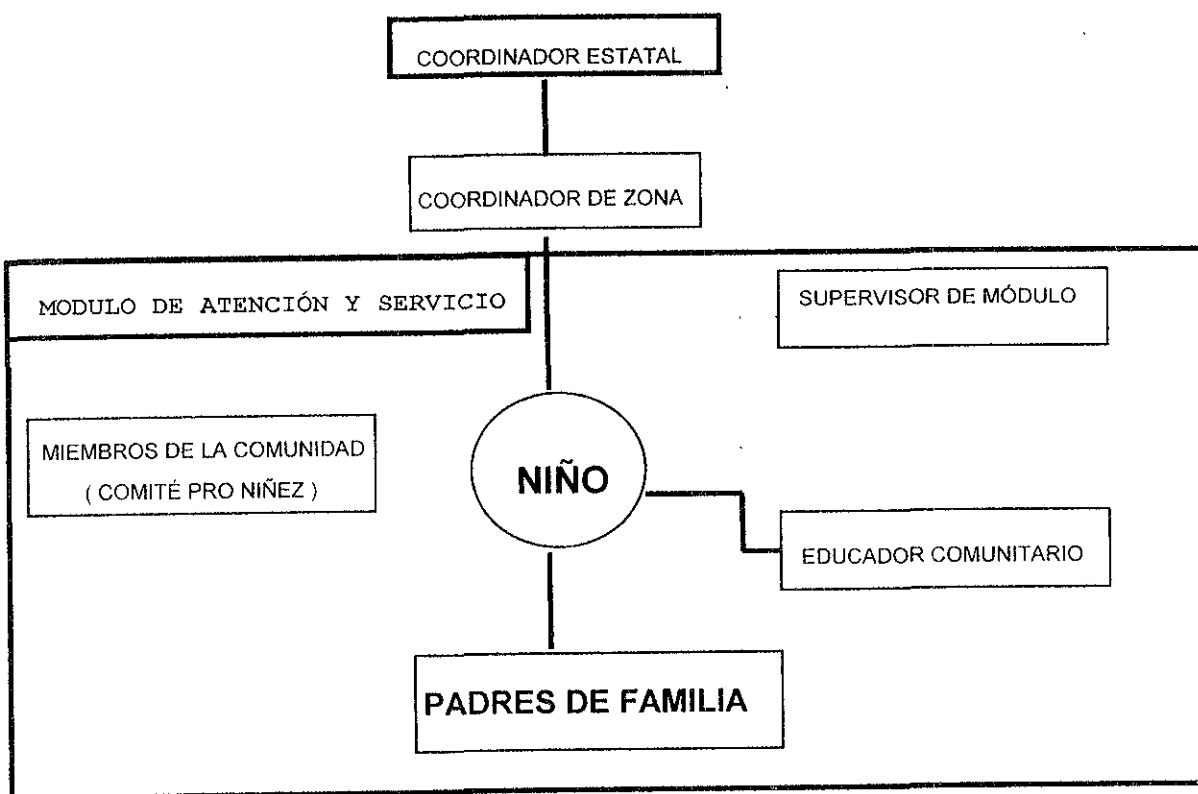 COORDINADOR ESTATAL
COORDINADOR DE ZONA
MODULO DE ATENCIÓN Y SERVICIO
SUPERVISOR DE MÓDULO
MIEMBROS DE LA COMUNIDAD
( COMITÉ PRO NIÑEZ )
NIÑO
EDUCADOR COMUNITARIO
PADRES DE FAMILIA